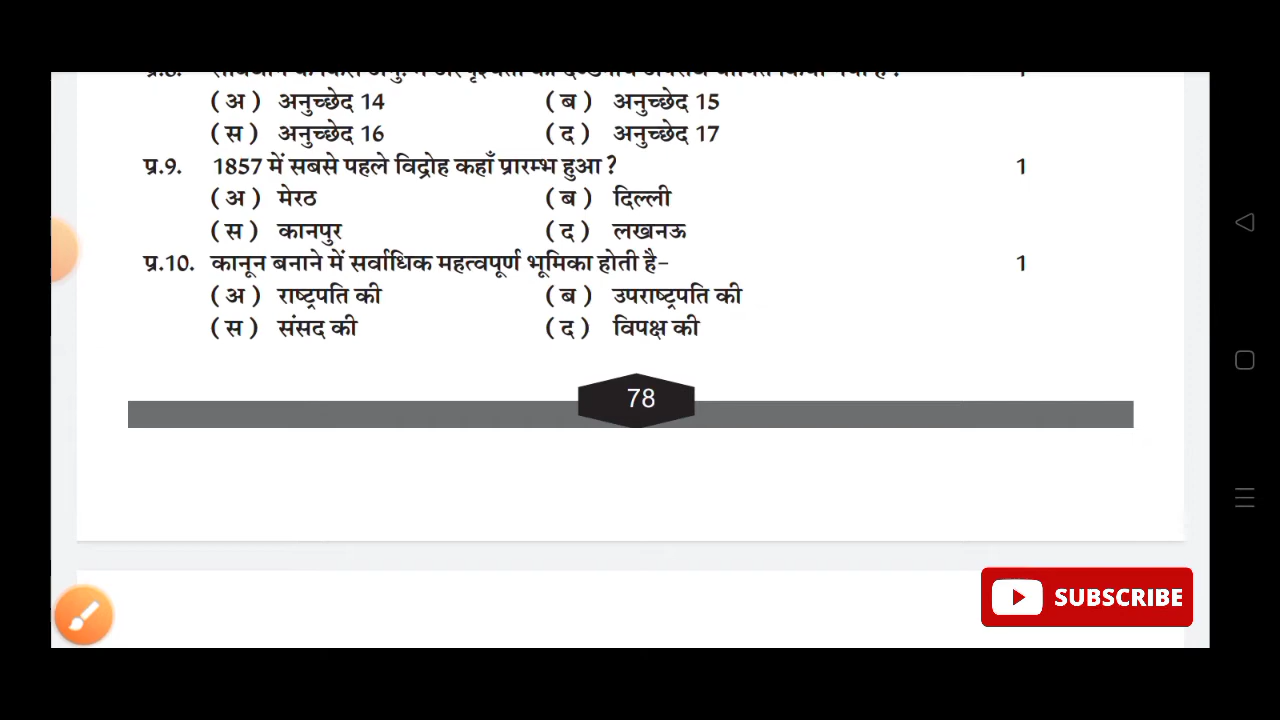 ( अ ) अनुच्छेद 14 ( ब ) अनुच्छेद 15
( स ) अनुच्छेद 16 ( द ) अनुच्छेद 17
प्र.9. 1857 में सबसे पहले विद्रोह कहाँ प्रारम्भ हुआ ? 1
( अ ) मेरठ ( ब ) दिल्ली
( स ) कानपुर ( द ) लखनऊ
प्र.10. कानून बनाने में सर्वाधिक महत्वपूर्ण भूमिका होती है- 1
( अ ) राष्ट्रपति की ( ब ) उपराष्ट्रपति की
( स ) संसद की ( द ) विपक्ष की
78
SUBSCRIBE